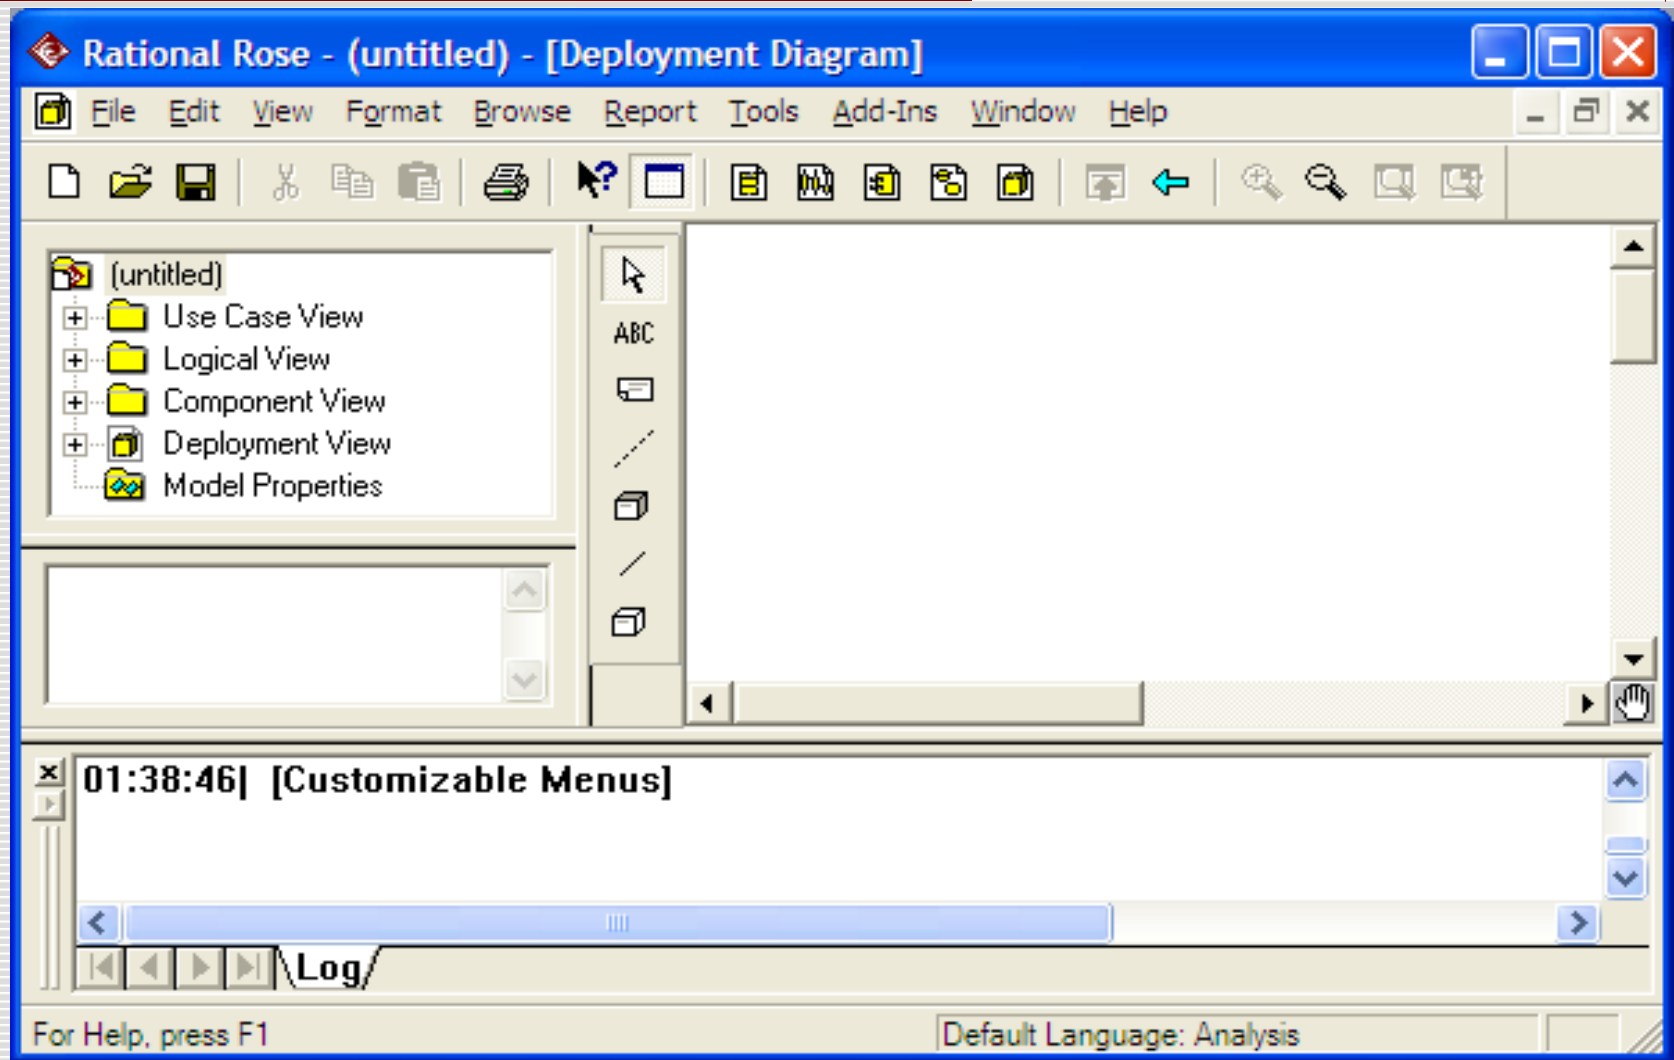 Rational Rose - (untitled) - [Deployment Diagram]
File Edit View Format Browse Report Tools Add-Ins Window Help
(untitled)
Use Case View
Logical View
Component View
Deployment View
Model Properties
ABC
01:38:46| [Customizable Menus]
Log
For Help, press F1
Default Language: Analysis